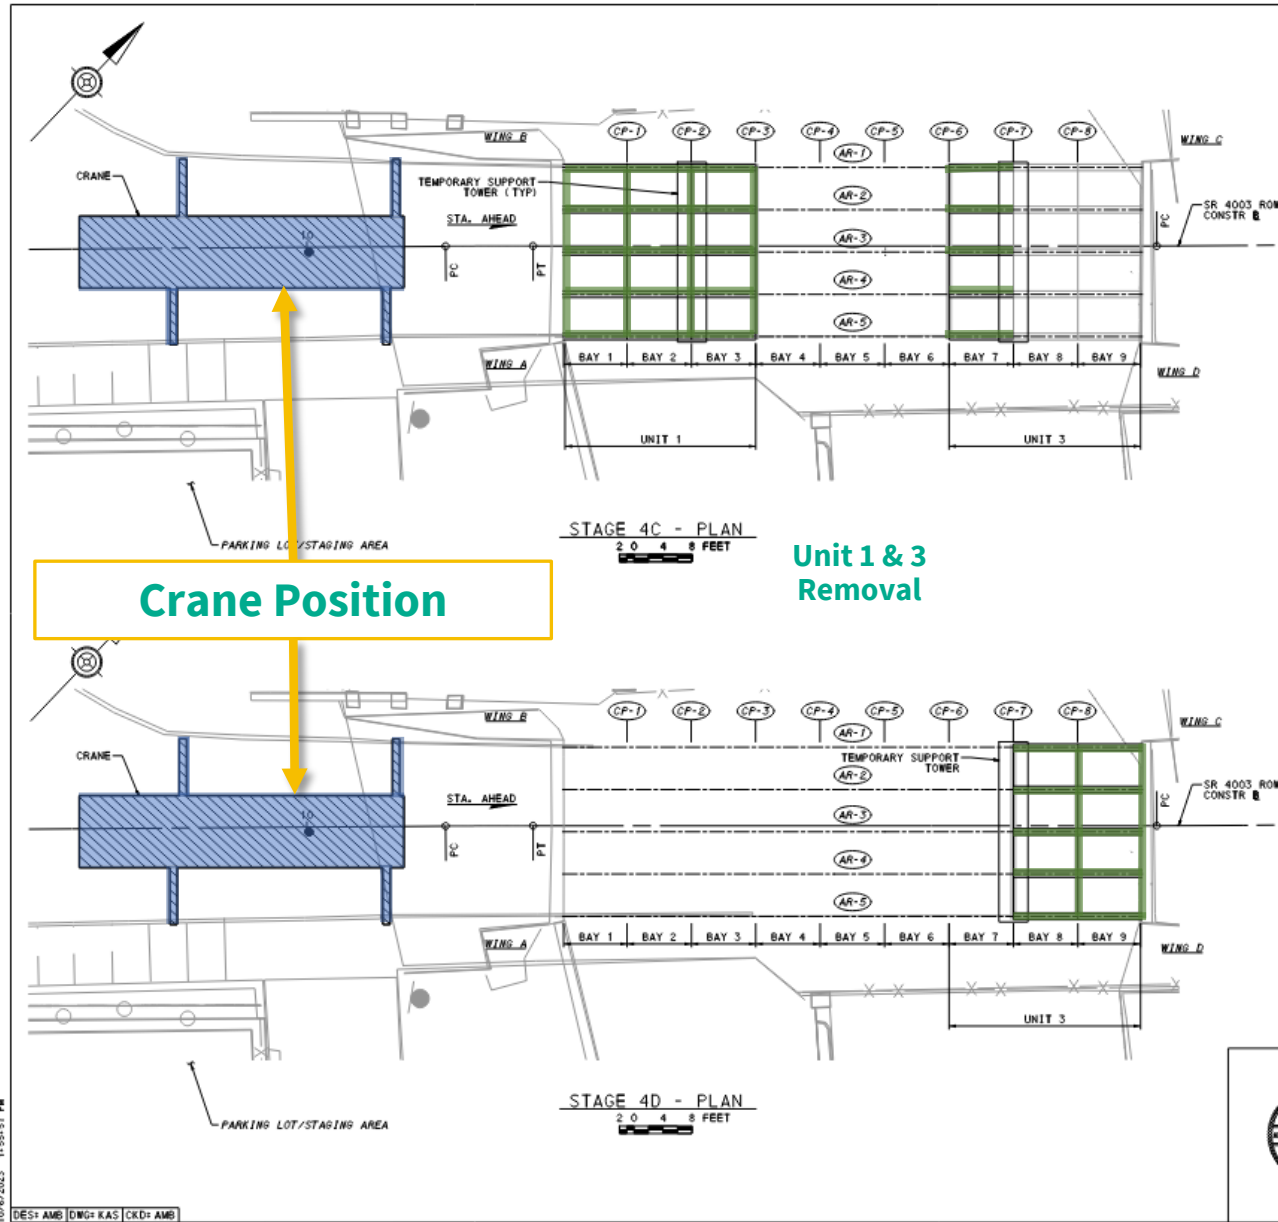 WING B
CP-1 CP-2 CP-3 CP-4 CP-5 CP-6 CP-7 CP-8
WING C
AR-1
CRANE
TEMPORARY SUPPORT
TOWER (TYP)
AR-2
SR 4003 ROW
CONSTR
STA. AHEAD
PC
10
AR-3
PC
PT
AR-4
AR-5
WING A
BAY 1 BAY 2 BAY 3 BAY 4 BAY 5 BAY 6 BAY 7 BAY 8 BAY 9
WING D
UNIT 1
UNIT 3
PARKING LOT/STAGING AREA
STAGE 4C - PLAN
2 0 4 8 FEET
Unit 1 & 3
Removal
Crane Position
WING B
CP-1 CP-2 CP-3 CP-4 CP-5 CP-6 CP-7 CP-8
WING C
AR-1
CRANE
TEMPORARY SUPPORT
TOWER
AR-2
SR 4003 ROW
CONSTR
STA. AHEAD
PC
10
AR-3
PC
PT
AR-4
AR-5
WING A
BAY 1 BAY 2 BAY 3 BAY 4 BAY 5 BAY 6 BAY 7 BAY 8 BAY 9
WING D
UNIT 3
STAGE 4D - PLAN
2 0 4 8 FEET
PARKING LOT/STAGING AREA
DES: AMB DWG: KAS CKD: AMB